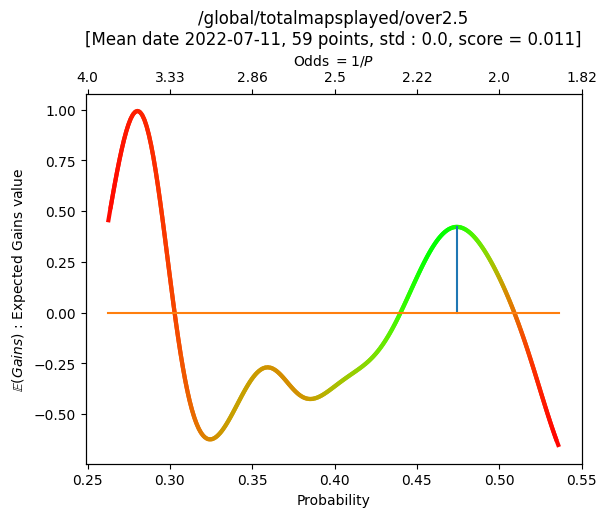 /global/totalmapsplayed/over2.5
[Mean date 2022-07-11, 59 points, std : 0.0, score = 0.011]
Odds = 1/P
4.0 3.33 2.86 2.5 2.22 2.0 1.82
1.00
0.75
0.50
0.25
0.00
−0.25
−0.50
𝔼(Gains) : Expected Gains value
0.25 0.30 0.35 0.40 0.45 0.50 0.55
Probability